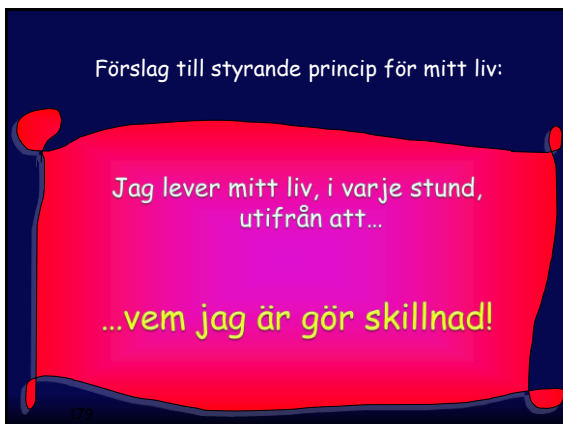 Förslag till styrande princip för mitt liv:
Jag lever mitt liv, i varje stund,
utifrån att…
…vem jag är gör skillnad!
179